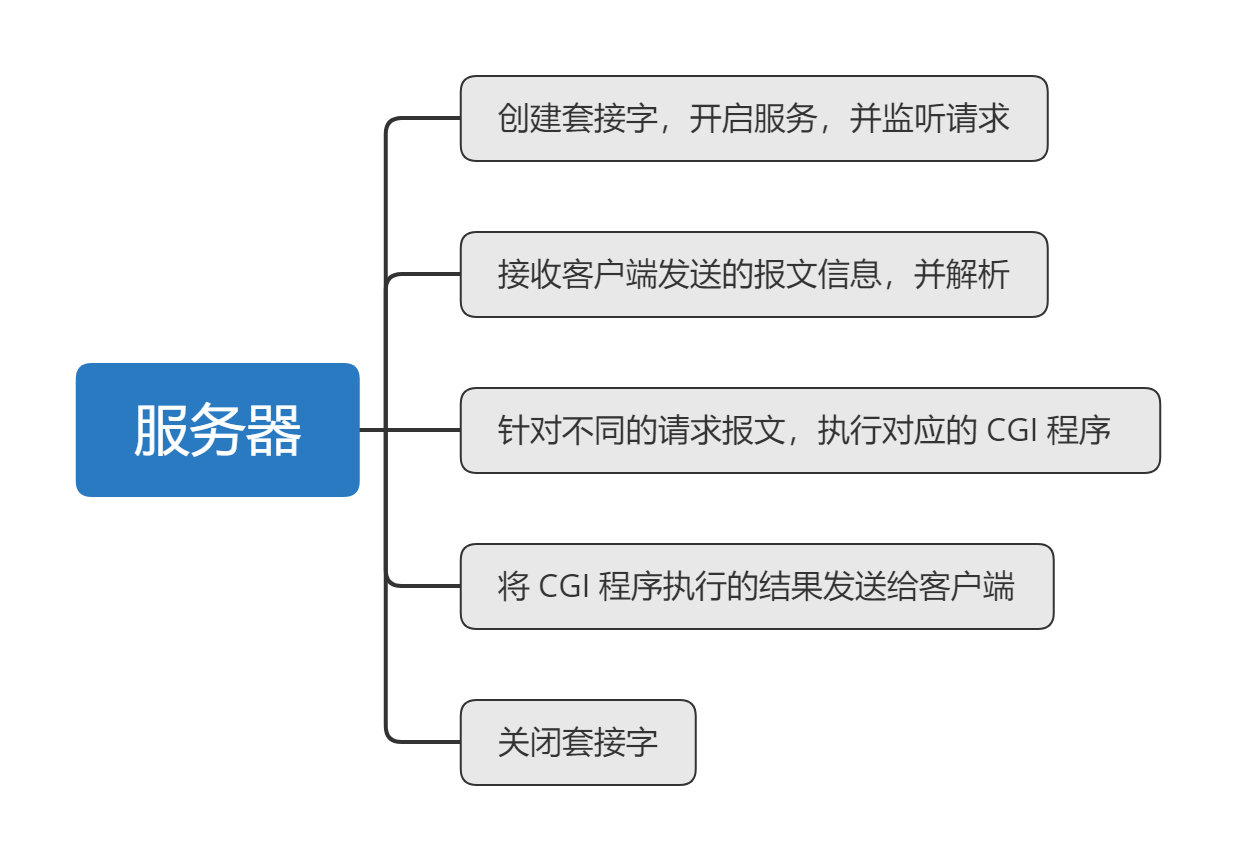 创建套接字，开启服务，并监听请求
接收客户端发送的报文信息，并解析
服务器
针对不同的请求报文，执行对应的 CGI 程序
将 CGI 程序执行的结果发送给客户端
关闭套接字